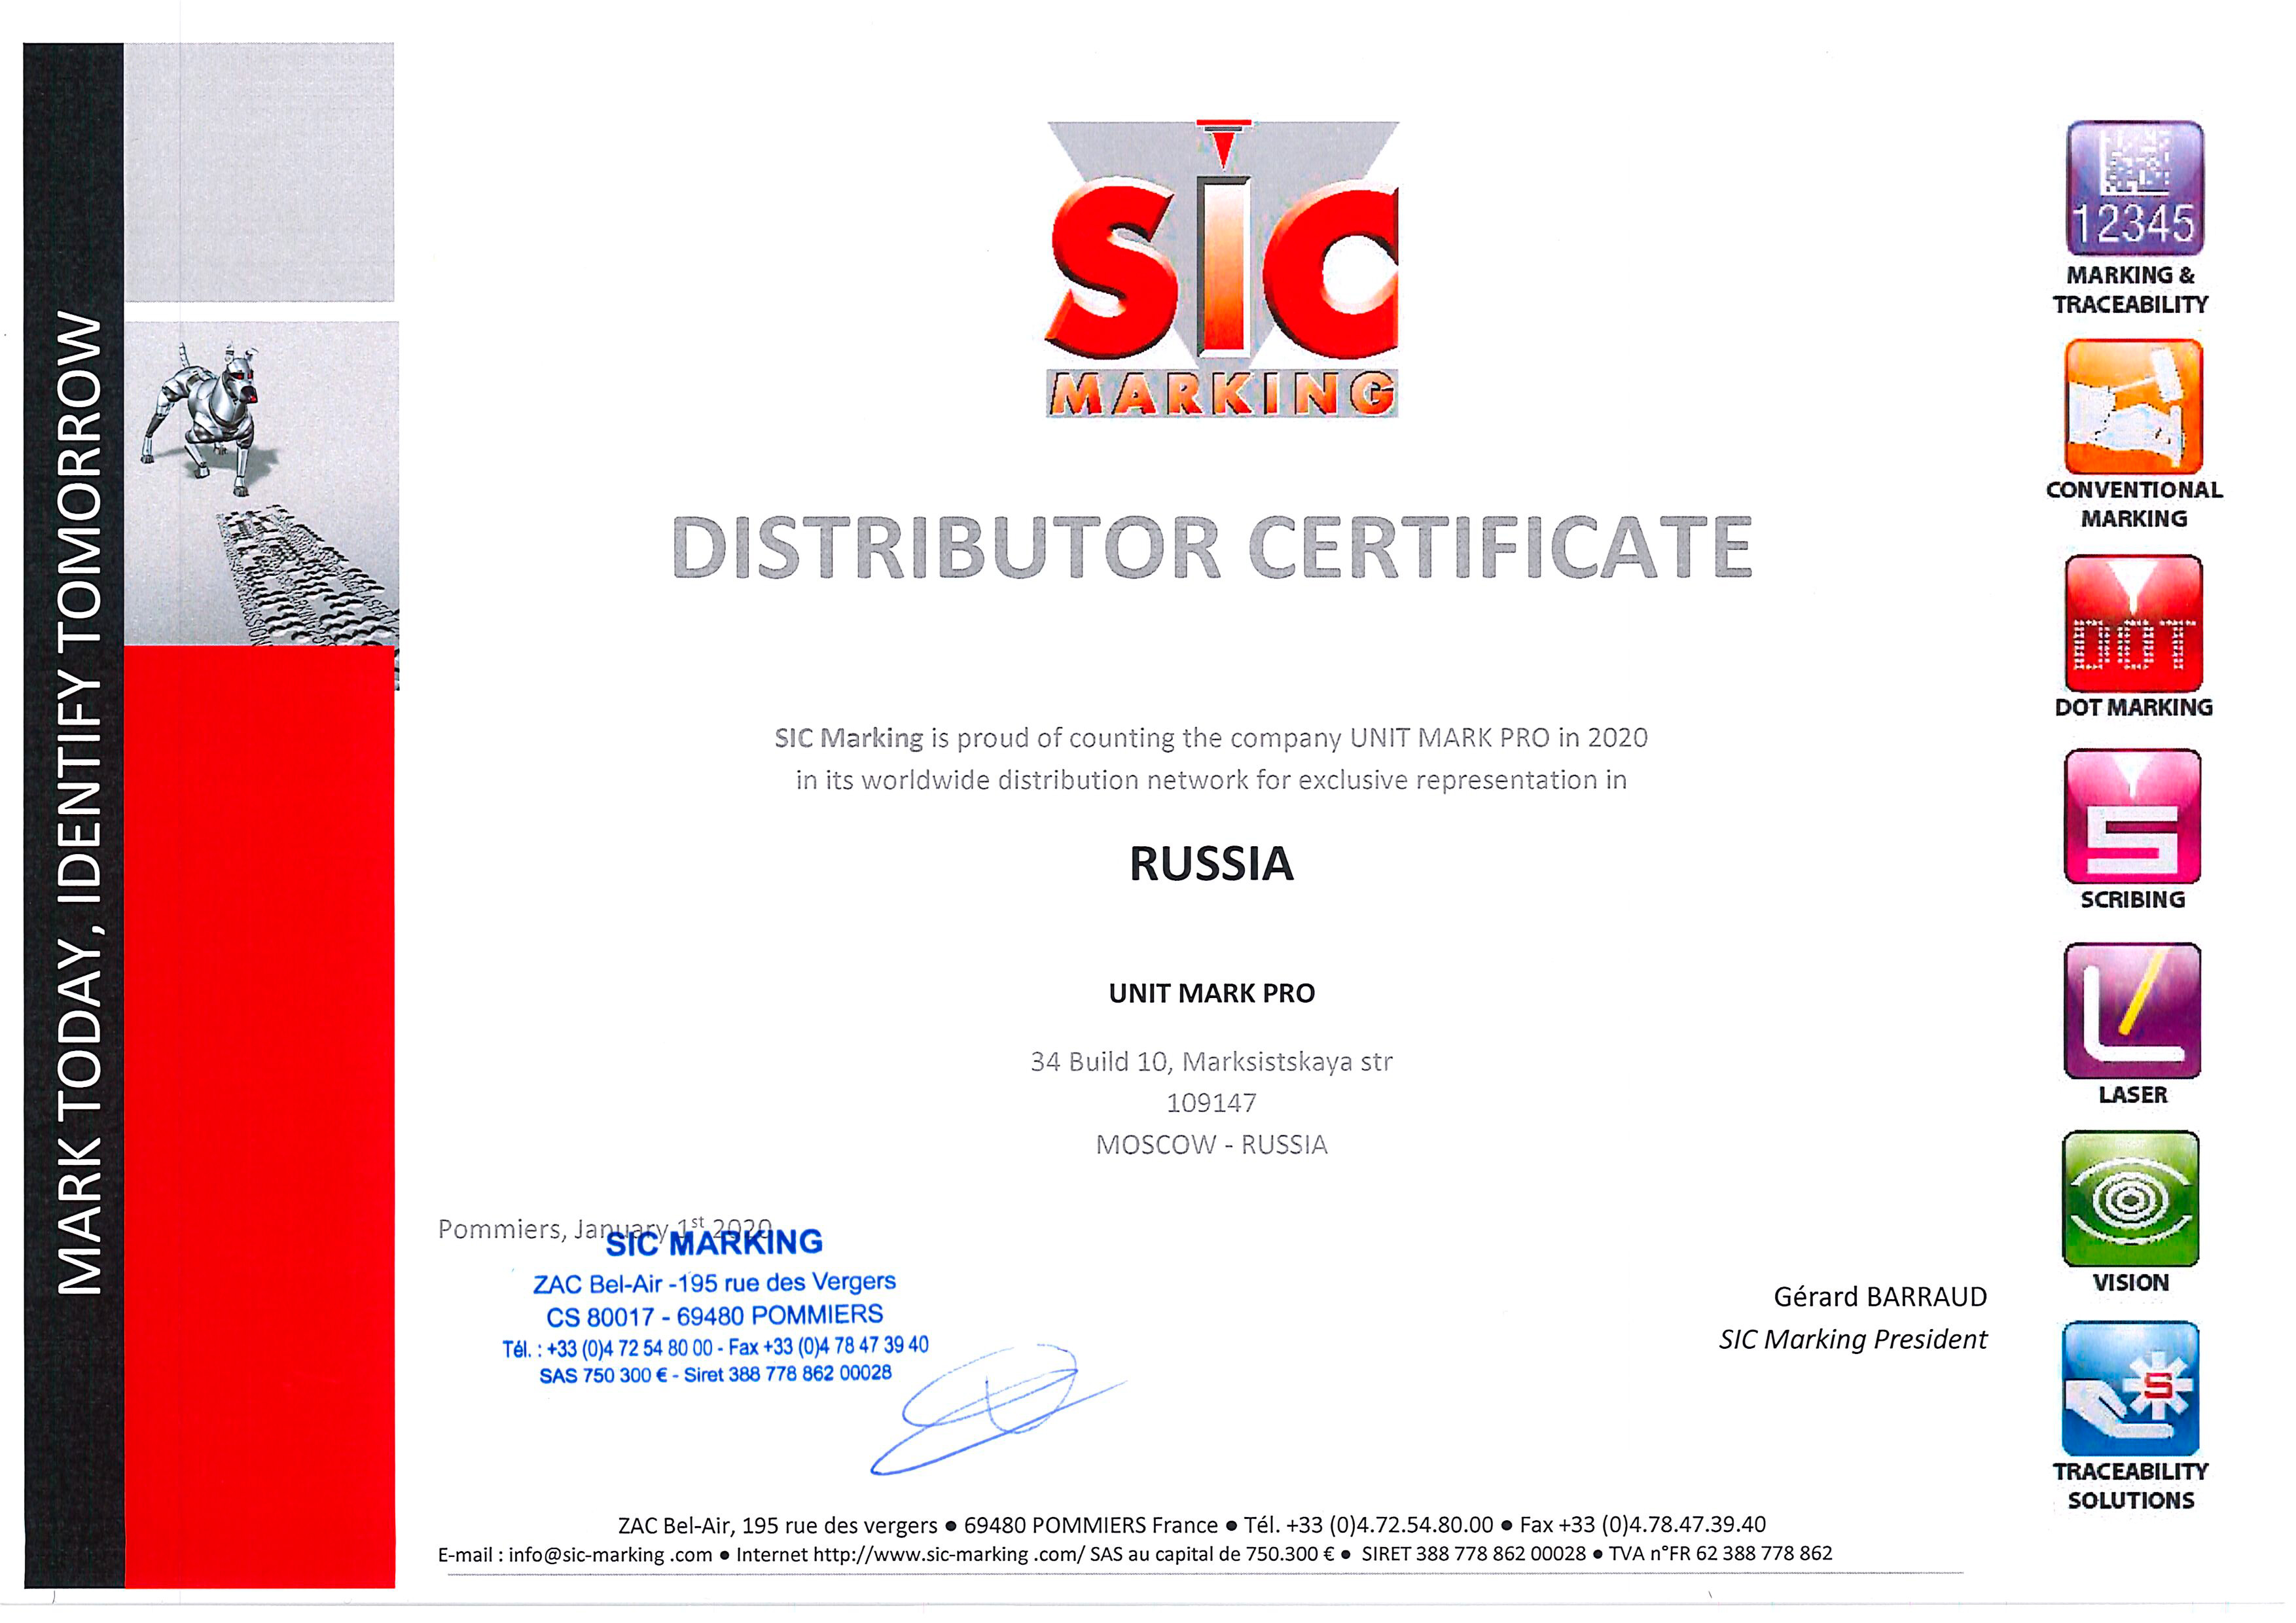 MARK TODAY, IDENTIFY TOMORROW
SIC
MARKING
DISTRIBUTOR CERTIFICATE
SIC Marking is proud of counting the company UNIT MARK PRO in 2020
in its worldwide distribution network for exclusive representation in
RUSSIA
UNIT MARK PRO
34 Build 10, Marksistskaya str
109147
MOSCOW - RUSSIA
Pommiers, January 1st 2020
SIC MARKING
ZAC Bel-Air -195 rue des Vergers
CS 80017 - 69480 POMMIERS
Tél. : +33 (0)4 72 54 80 00 - Fax +33 (0)4 78 47 39 40
SAS 750 300 € - Siret 388 778 862 00028
Gérard BARRAUD
SIC Marking President
ZAC Bel-Air, 195 rue des vergers ● 69480 POMMIERS France ● Tél. +33 (0)4.72.54.80.00 ● Fax +33 (0)4.78.47.39.40
E-mail : info@sic-marking .com ● Internet http://www.sic-marking .com/ SAS au capital de 750.300 € ● SIRET 388 778 862 00028 ● TVA n°FR 62 388 778 862
12345
MARKING &
TRACEABILITY
CONVENTIONAL
MARKING
DOT
DOT MARKING
S
SCRIBING
L
LASER
VISION
S
TRACEABILITY
SOLUTIONS